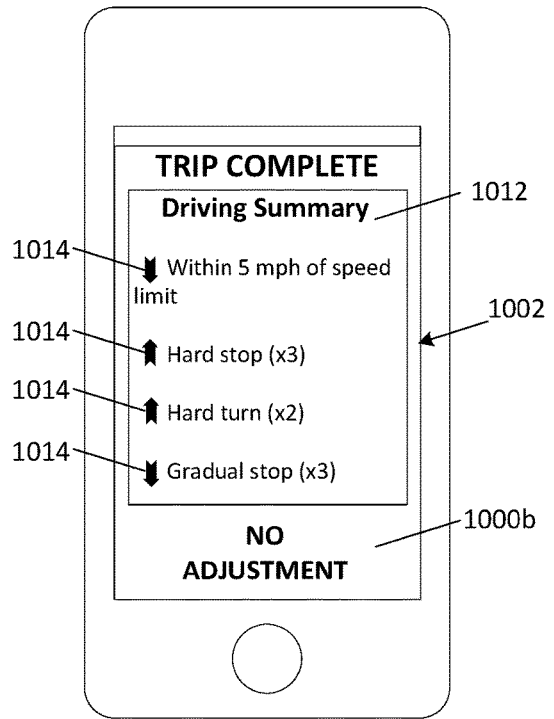 TRIP COMPLETE
Driving Summary
1012
1014
Within 5 mph of speed
limit
1002
1014
Hard stop (x3)
1014
Hard turn (x2)
1014
Gradual stop (x3)
1000b
NO
ADJUSTMENT